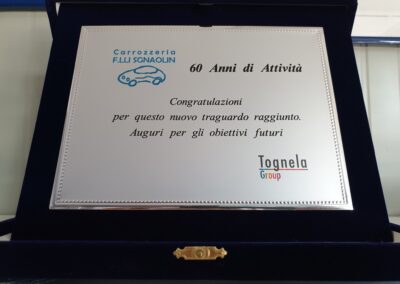 Carrozzeria
F.LLI SGNAOLIN
60 Anni di Attività
Congratulazioni
per questo nuovo traguardo raggiunto.
Auguri per gli obiettivi futuri
Tognela
Group